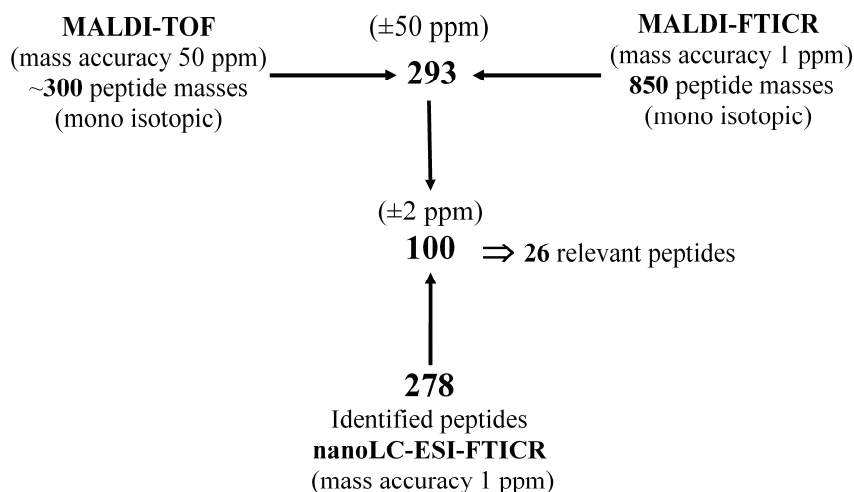 MALDI-TOF
(mass accuracy 50 ppm)
~300 peptide masses
(mono isotopic)
(±50 ppm)
293
MALDI-FTICR
(mass accuracy 1 ppm)
850 peptide masses
(mono isotopic)
(±2 ppm)
100 ⇒ 26 relevant peptides
278
Identified peptides
nanoLC-ESI-FTICR
(mass accuracy 1 ppm)